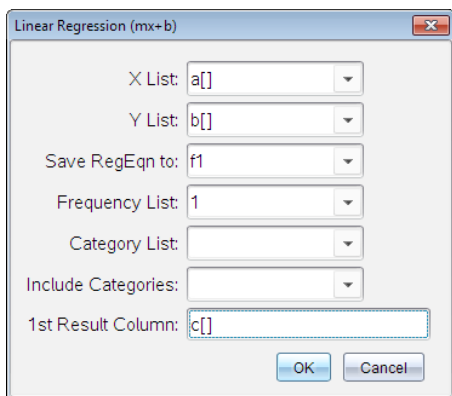 Linear Regression (mx+b)
X List: a[]
Y List: b[]
Save RegEqn to: f1
Frequency List: 1
Category List:
Include Categories:
1st Result Column: c[]
OK Cancel